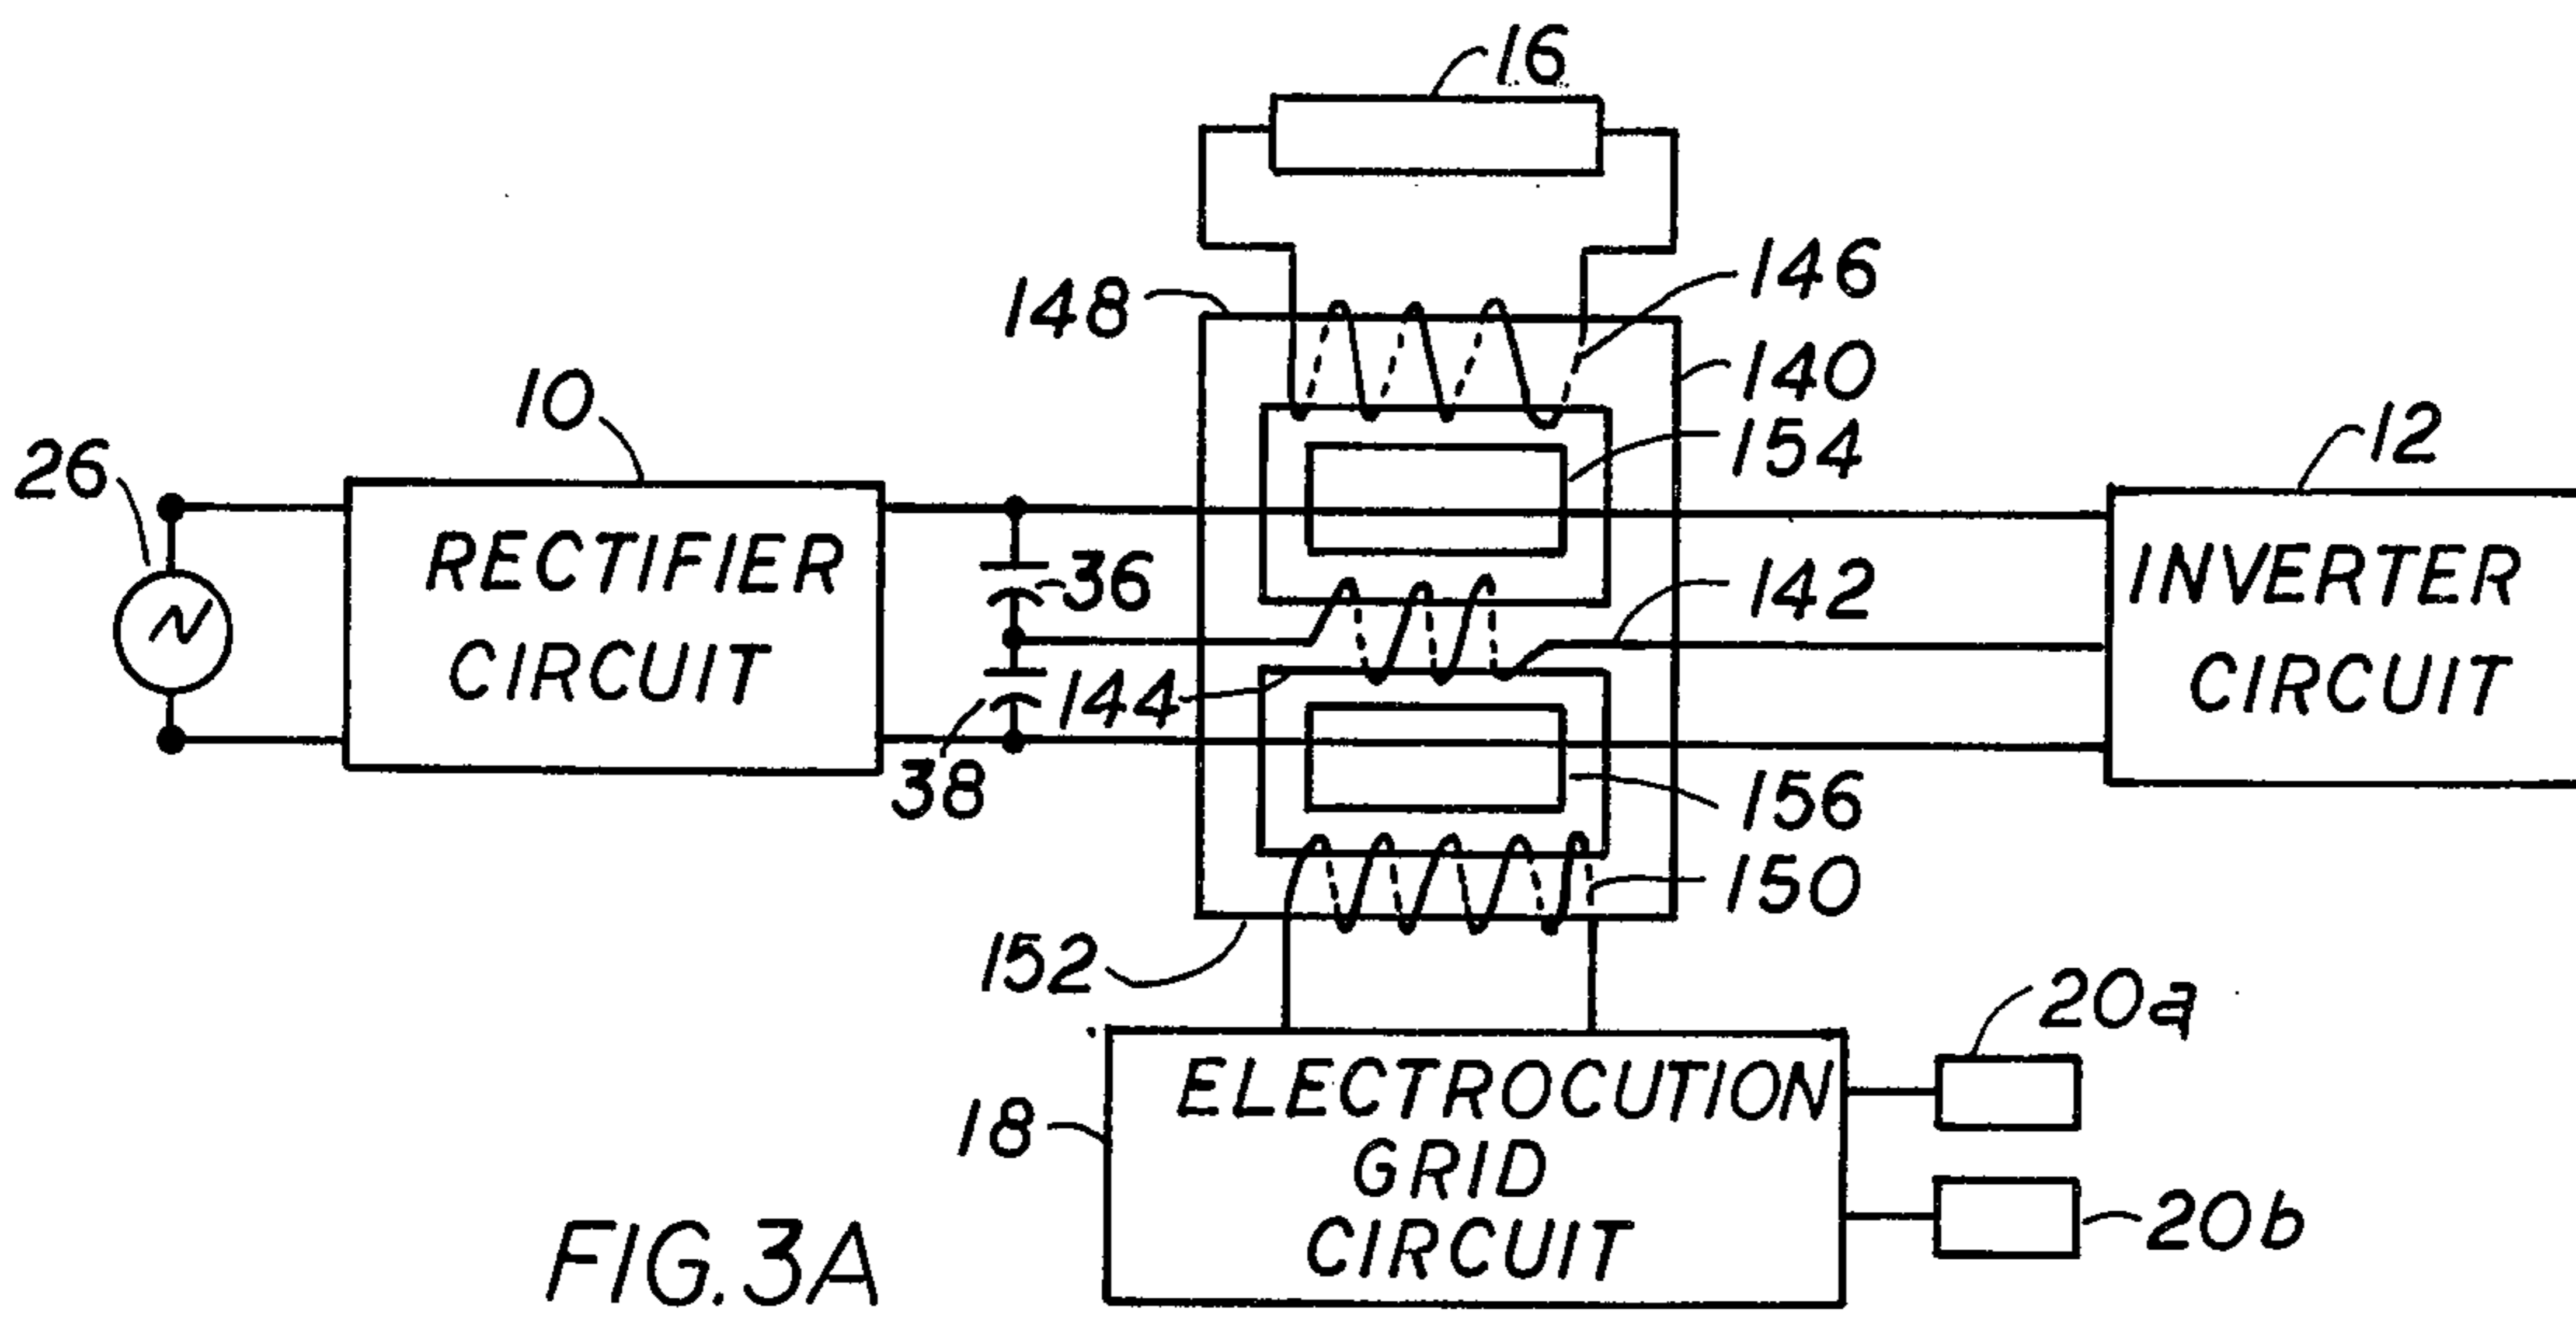 16
148
146
140
10
154
12
26
RECTIFIER
CIRCUIT
36
142
INVERTER
CIRCUIT
144
38
156
150
152
20a
18
ELECTROCUTION
GRID
CIRCUIT
20b
FIG.3A